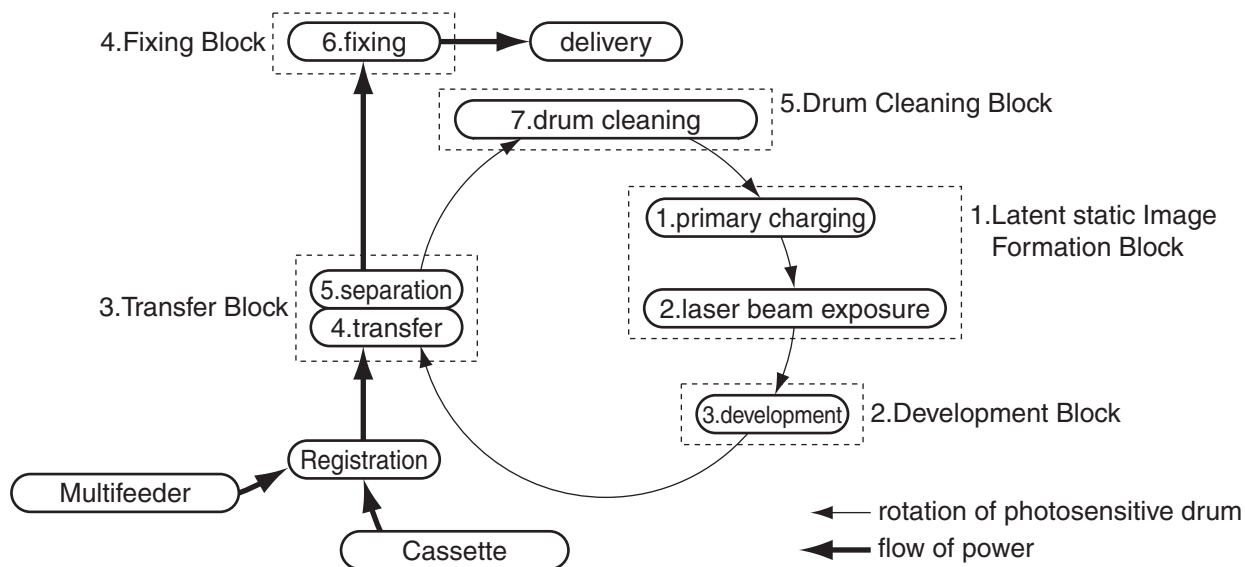 4.Fixing Block
6.fixing
delivery
7.drum cleaning
5.Drum Cleaning Block
1.primary charging
1.Latent static Image
Formation Block
2.laser beam exposure
3.Transfer Block
5.separation
4.transfer
3.development
2.Development Block
Registration
Multifeeder
Cassette
rotation of photosensitive drum
flow of power